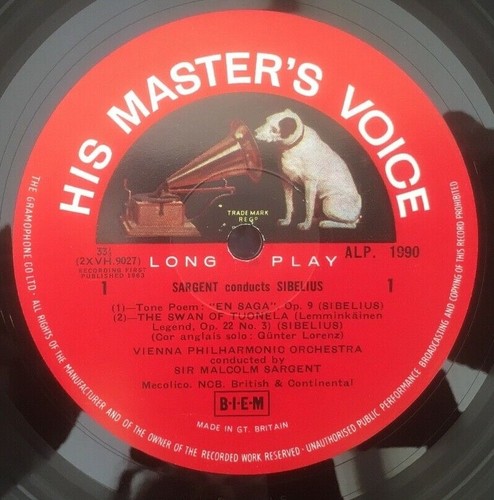 HIS MASTER'S VOICE
TRADE MARK
REGD
LONG PLAY
33⅓
(2XVH.9027)
RECORDING FIRST
PUBLISHED 1963
ALP. 1990
1
1
SARGENT conducts SIBELIUS
(1)—Tone Poem: "EN SAGA", Op. 9 (SIBELIUS)
(2)—THE SWAN OF TUONELA (Lemminkäinen
Legend, Op. 22 No. 3) (SIBELIUS)
(Cor anglais solo: Günter Lorenz)
VIENNA PHILHARMONIC ORCHESTRA
conducted by
SIR MALCOLM SARGENT
Mecolico. NCB. British & Continental
B·I·E·M
MADE IN GT. BRITAIN
THE GRAMOPHONE CO. LTD. ALL RIGHTS OF THE MANUFACTURER AND OF THE OWNER OF THE RECORDED WORK RESERVED - UNAUTHORISED PUBLIC PERFORMANCE BROADCASTING AND COPYING OF THIS RECORD PROHIBITED